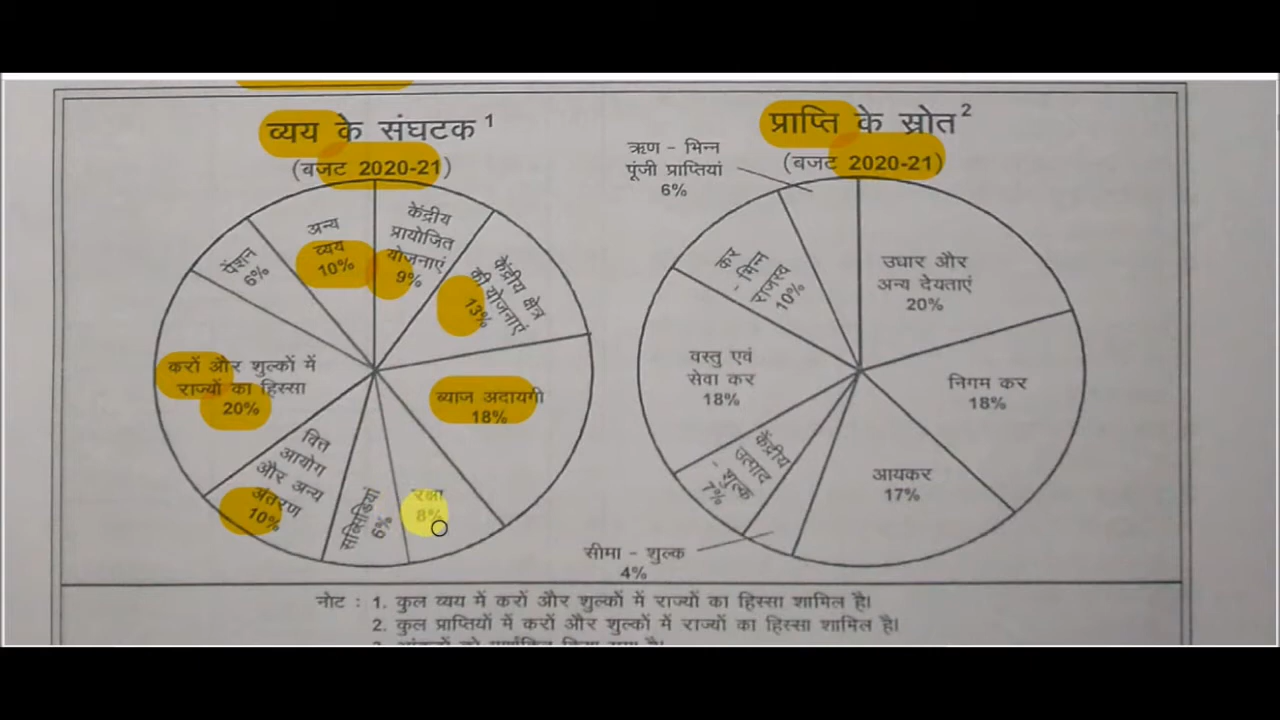 व्यय के संघटक 1
(बजट 2020-21)
केंद्रीय
प्रायोजित
योजनाएं
9%
केंद्रीय क्षेत्र
की योजनाएं
13%
ब्याज अदायगी
18%
रक्षा
8%
सब्सिडियां
6%
वित्त
आयोग
और अन्य
अंतरण
10%
करों और शुल्कों में
राज्यों का हिस्सा
20%
पेंशन
6%
अन्य
व्यय
10%
प्राप्ति के स्रोत 2
(बजट 2020-21)
ऋण - भिन्न
पूंजी प्राप्तियां
6%
उधार और
अन्य देयताएं
20%
निगम कर
18%
आयकर
17%
सीमा - शुल्क
4%
केंद्रीय
उत्पाद
- शुल्क
7%
वस्तु एवं
सेवा कर
18%
कर
- भिन्न
राजस्व
10%
नोट : 1. कुल व्यय में करों और शुल्कों में राज्यों का हिस्सा शामिल है।
2. कुल प्राप्तियों में करों और शुल्कों में राज्यों का हिस्सा शामिल है।